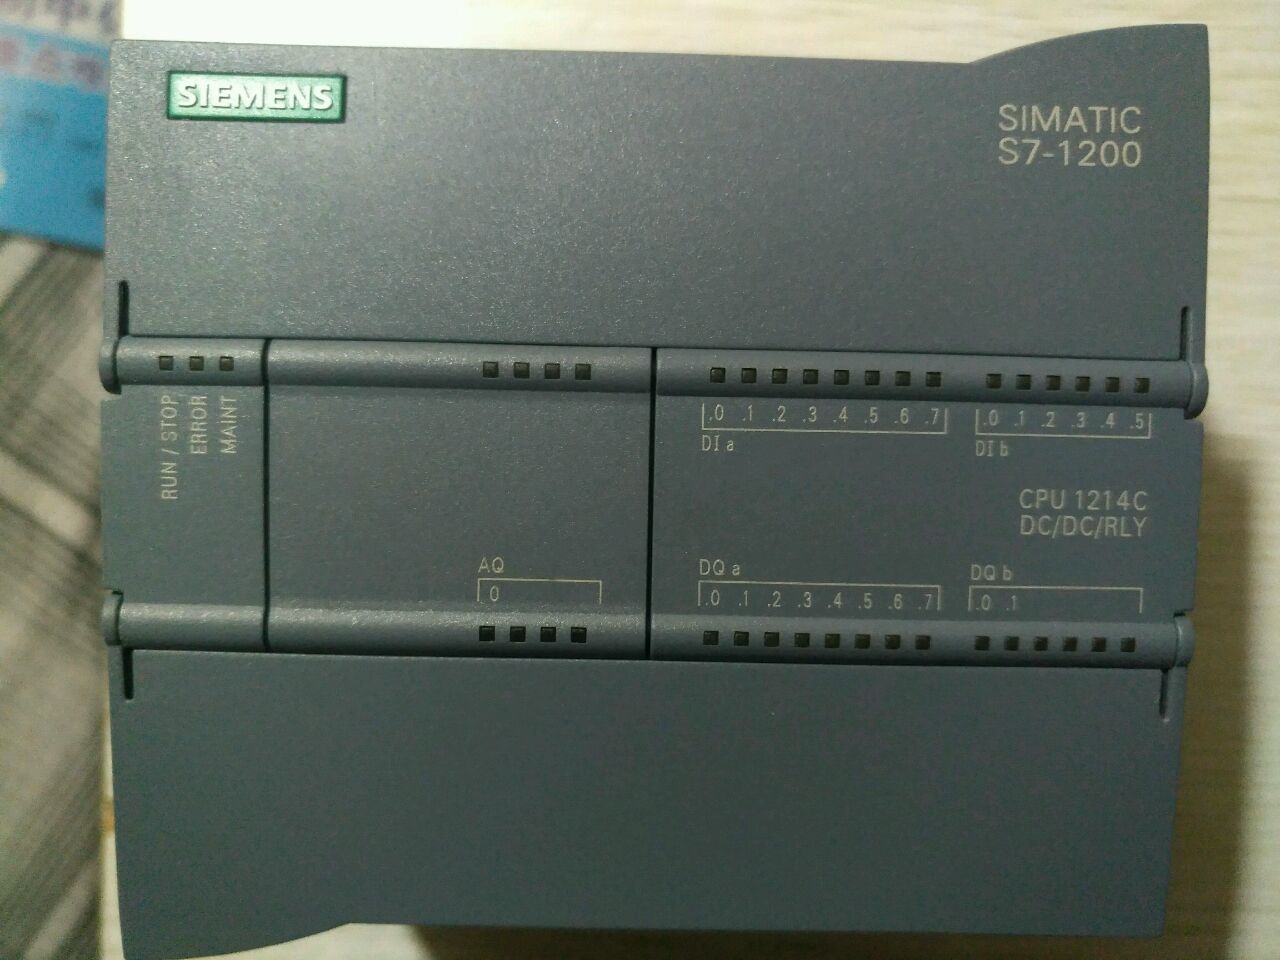 SIEMENS
SIMATIC
S7-1200
RUN / STOP
ERROR
MAINT
.0 .1 .2 .3 .4 .5 .6 .7
DI a
.0 .1 .2 .3 .4 .5
DI b
CPU 1214C
DC/DC/RLY
AQ
0
DQ a
.0 .1 .2 .3 .4 .5 .6 .7
DQ b
.0 .1